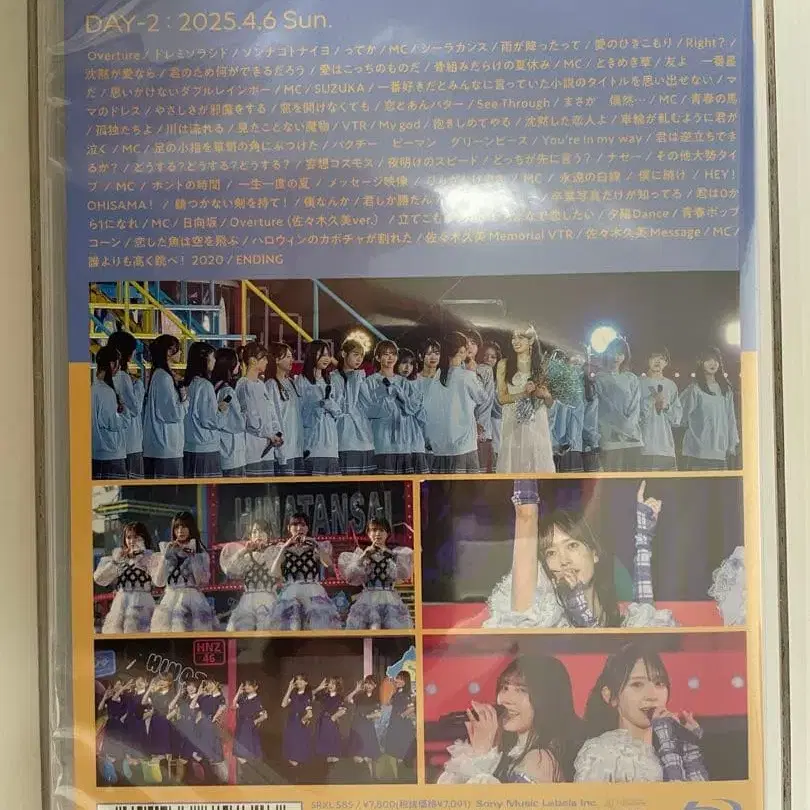 DAY-2 : 2025.4.6 Sun.
Overture / ドレミソラシド / ソンナコトナイヨ / ってか / MC / シーラカンス / 雨が降ったって / 愛のひきこもり / Right? /
沈黙が愛なら / 君のため何ができるだろう / 愛はこっちのものだ / 骨組みだらけの夏休み / MC / ときめき草 / 友よ 一番星
だ / 思いがけないダブルレインボー / MC / SUZUKA / 一番好きだとみんなに言っていた小説のタイトルを思い出せない / マ
マのドレス / やさしさが邪魔をする / 窓を開けなくても / 恋とあんバター / See Through / まさか 偶然… / MC / 青春の馬
/ 孤独たちよ / 川は流れる / 見たことない魔物 / VTR / My god / 抱きしめてやる / 沈黙した恋人よ / 車輪が軋むように君が
泣く / MC / 足の小指を箪笥の角にぶつけた / パクチー ピーマン グリーンピース / You're in my way / 君は逆立ちでき
るか? / どうする?どうする?どうする? / 妄想コスモス / 夜明けのスピード / どっちが先に言う? / ナゼー / その他大勢タイ
プ / MC / ホントの時間 / 一生一度の夏 / メッセージ映像 / MC / 永遠の白線 / 僕に続け / HEY!
OHISAMA! / 錆つかない剣を持て! / 僕なんか / 君しか勝たん / 卒業写真だけが知ってる / 君は0か
ら1になれ / MC / 日向坂 / Overture (佐々木久美ver.) / 立てこも で恋したい / 夕陽Dance / 青春ポップ
コーン / 恋した魚は空を飛ぶ / ハロウィンのカボチャが割れた / 佐々木久美 Memorial VTR / 佐々木久美 Message / MC /
誰よりも高く跳べ! 2020 / ENDING
HINATANSAI
HNZ
46
SRXL 585 / ¥7,800(税抜価格¥7,091) Sony Music Labels Inc.